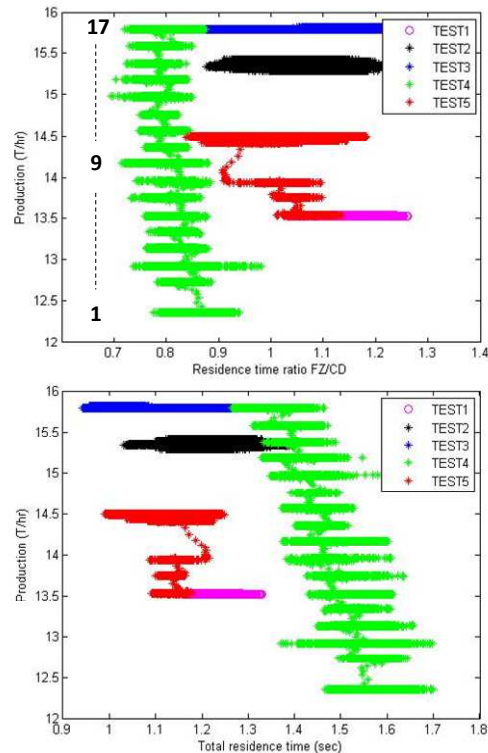 16
15.5
15
14.5
14
13.5
13
12.5
12
Production (T/hr)
17
9
1
TEST1
TEST2
TEST3
TEST4
TEST5
0.7 0.8 0.9 1 1.1 1.2 1.3 1.4
Residence time ratio FZ/CD
16
15.5
15
14.5
14
13.5
13
12.5
12
Production (T/hr)
TEST1
TEST2
TEST3
TEST4
TEST5
0.9 1 1.1 1.2 1.3 1.4 1.5 1.6 1.7 1.8
Total residence time (sec)